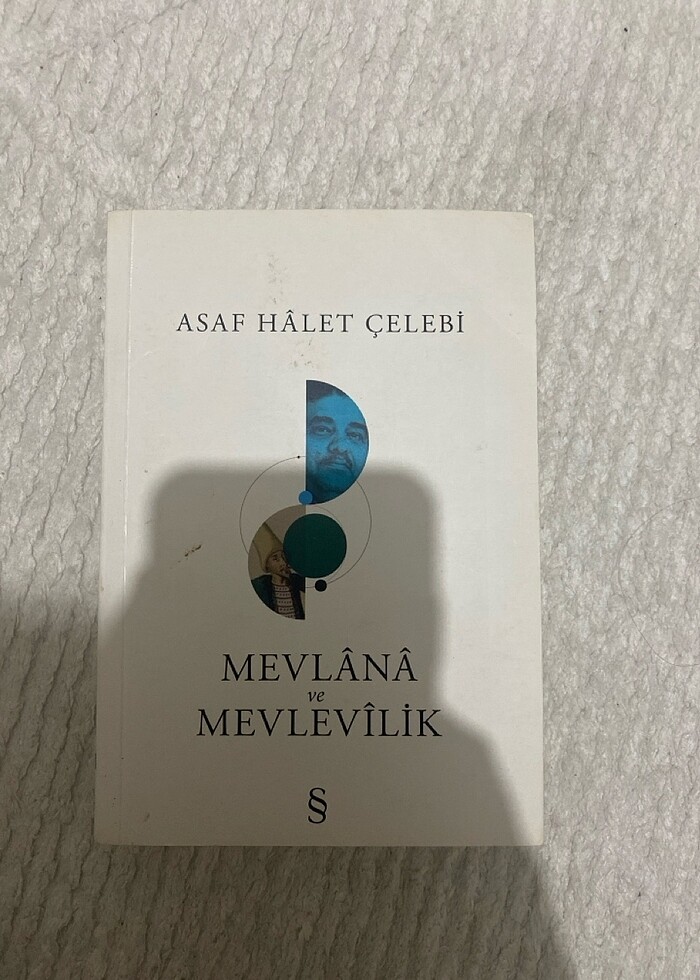 ASAF HÂLET ÇELEBİ
MEVLÂNÂ
ve
MEVLEVÎLİK
§